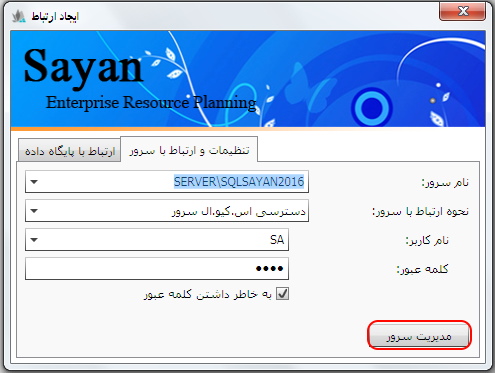 ایجاد ارتباط
Sayan
Enterprise Resource Planning
تنظیمات و ارتباط با سرور
ارتباط با پایگاه داده
نام سرور:
SERVER\SQLSAYAN2016
نحوه ارتباط با سرور:
دسترسی اس.کیو.ال سرور
نام کاربر:
SA
کلمه عبور:
●●●●
به خاطر داشتن کلمه عبور
مدیریت سرور